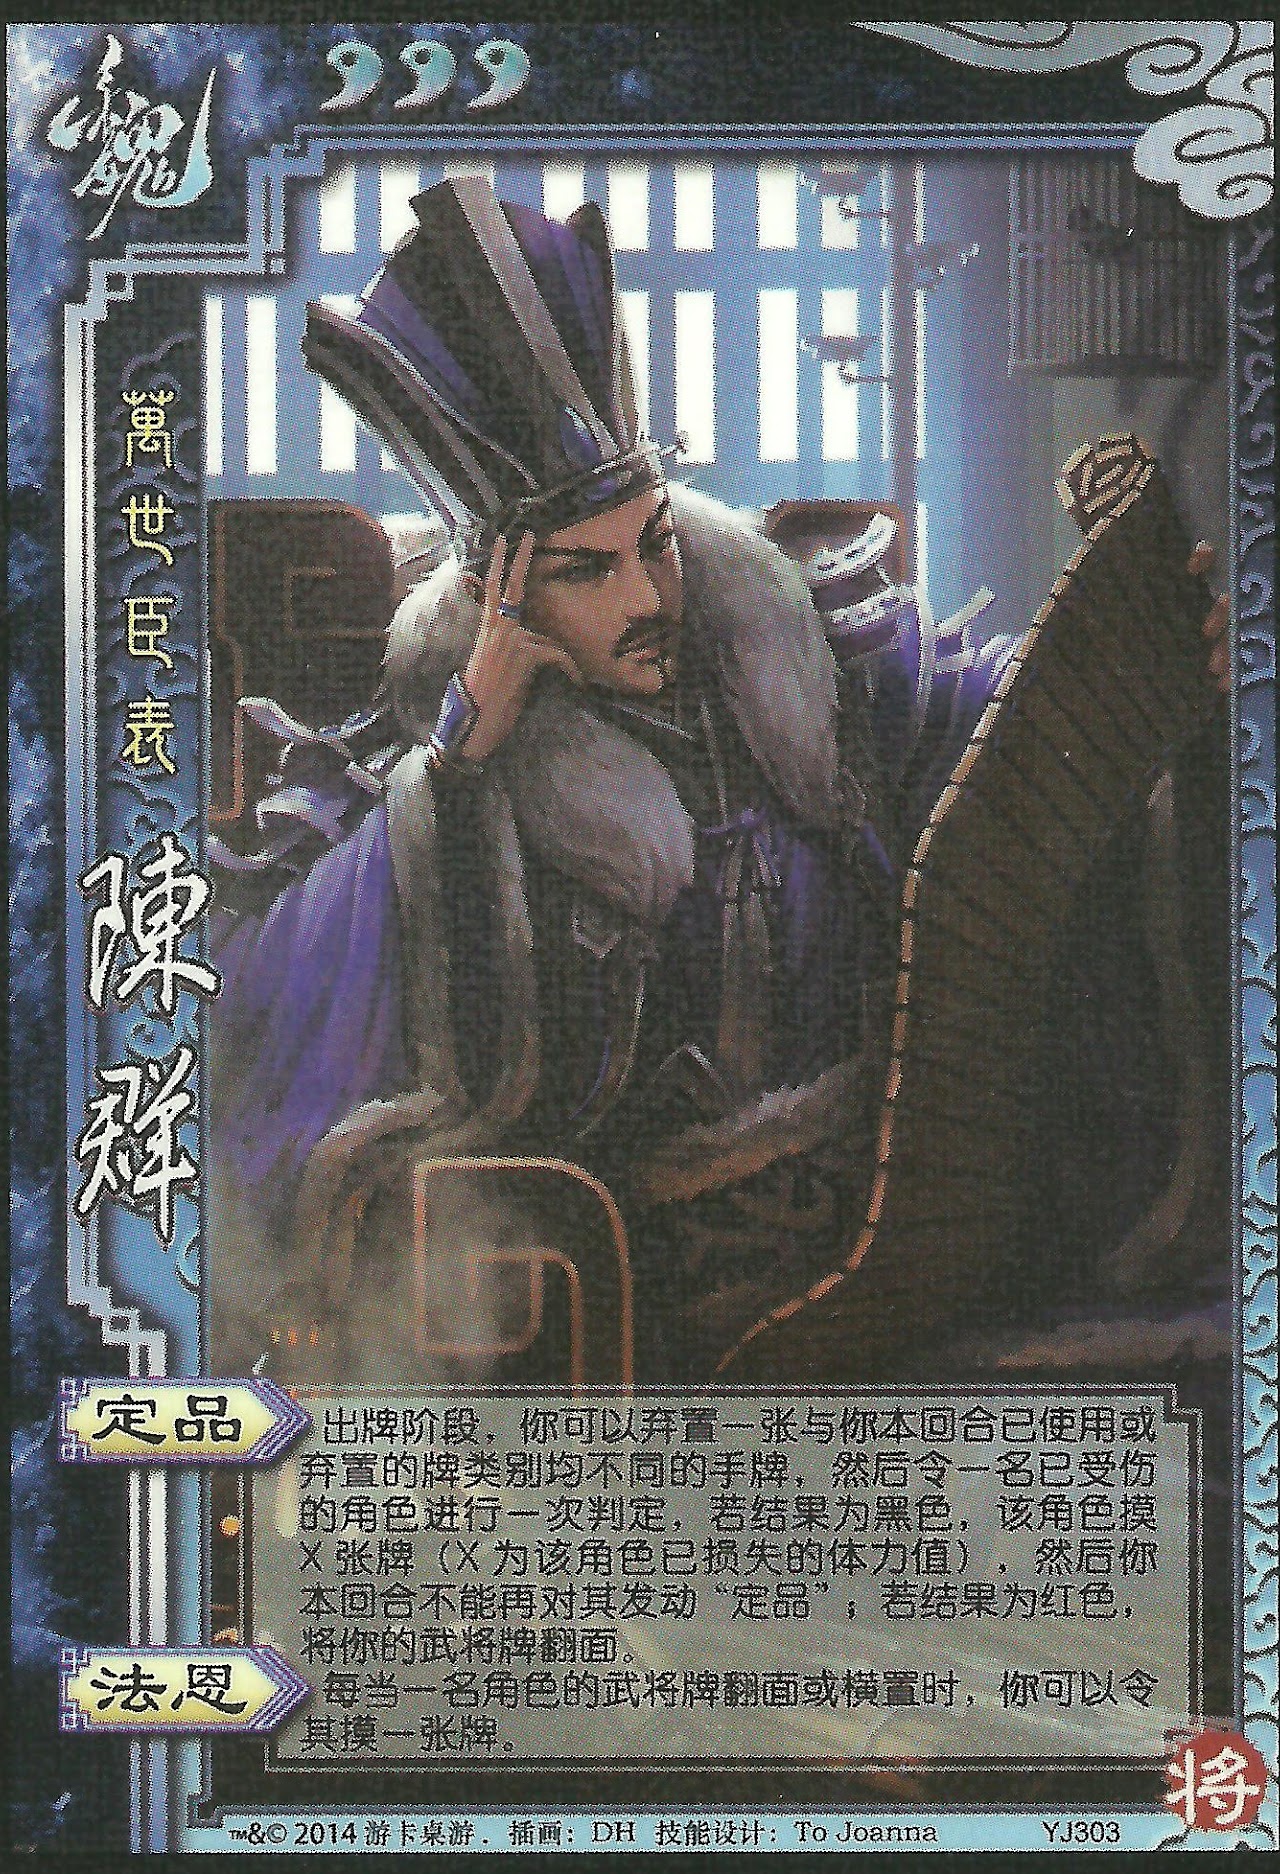 魏
萬世臣表
陳群
定品
出牌阶段，你可以弃置一张与你本回合已使用或
弃置的牌类别均不同的手牌，然后令一名已受伤
的角色进行一次判定，若结果为黑色，该角色摸
X 张牌（X 为该角色已损失的体力值），然后你
本回合不能再对其发动“定品”；若结果为红色，
将你的武将牌翻面。
法恩
每当一名角色的武将牌翻面或横置时，你可以令
其摸一张牌。
将
™&© 2014 游卡桌游．插画：DH 技能设计：To Joanna YJ303